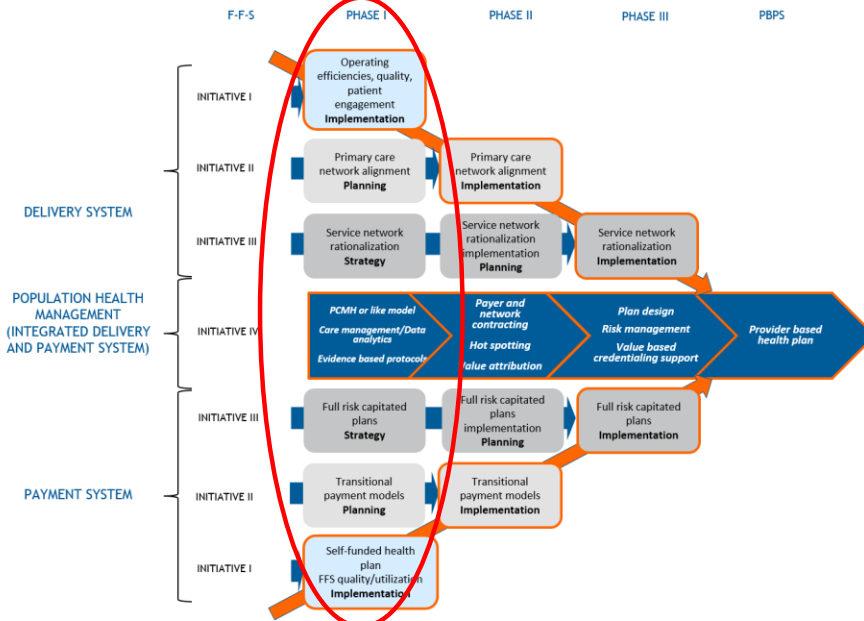 F-F-S
PHASE I
PHASE II
PHASE III
PBPS
DELIVERY SYSTEM
INITIATIVE I
Operating
efficiencies, quality,
patient
engagement
Implementation
INITIATIVE II
Primary care
network alignment
Planning
Primary care
network alignment
Implementation
INITIATIVE III
Service network
rationalization
Strategy
Service network
rationalization
implementation
Planning
Service network
rationalization
Implementation
POPULATION HEALTH
MANAGEMENT
(INTEGRATED DELIVERY
AND PAYMENT SYSTEM)
INITIATIVE IV
PCMH or like model
Care management/Data
analytics
Evidence based protocols
Payer and
network
contracting
Hot spotting
Value attribution
Plan design
Risk management
Value based
credentialing support
Provider based
health plan
PAYMENT SYSTEM
INITIATIVE III
Full risk capitated
plans
Strategy
Full risk capitated
plans
implementation
Planning
Full risk capitated
plans
Implementation
INITIATIVE II
Transitional
payment models
Planning
Transitional
payment models
Implementation
INITIATIVE I
Self-funded health
plan
FFS quality/utilization
Implementation